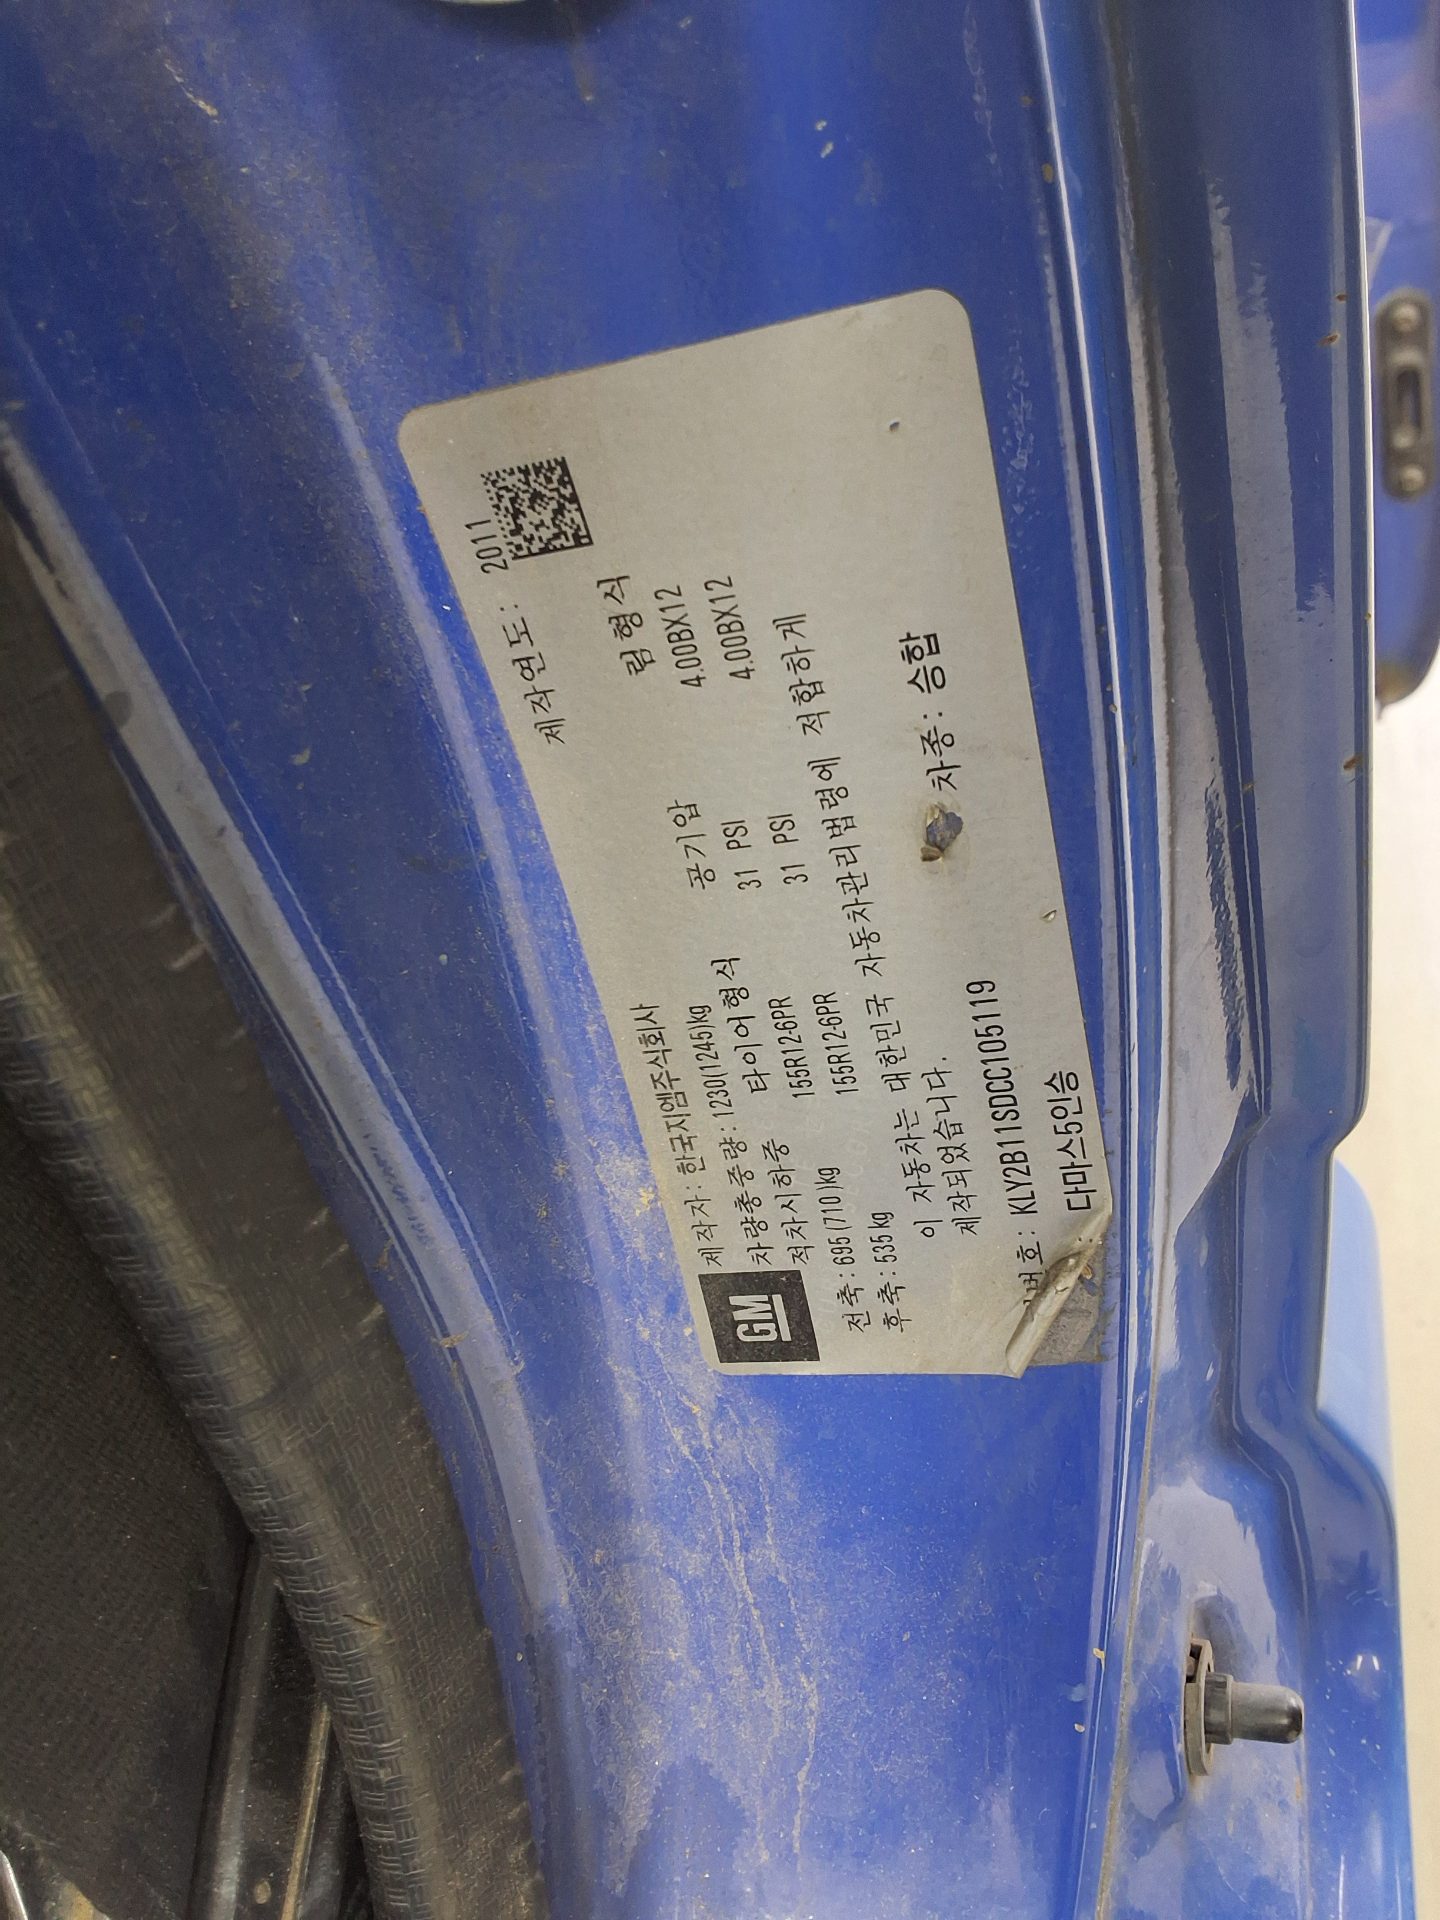 GM
제작자: 한국지엠주식회사 제작연도: 2011
차량총중량: 1230(1245)kg
적차시하중 타이어형식 공기압 림형식
전축: 695(710)kg 155R12-6PR 31 PSI 4.00BX12
후축: 535kg 155R12-6PR 31 PSI 4.00BX12
이 자동차는 대한민국 자동차관리법령에 적합하게
제작되었습니다.
번호: KLY2B11SDCC105119 차종: 승합
다마스5인승